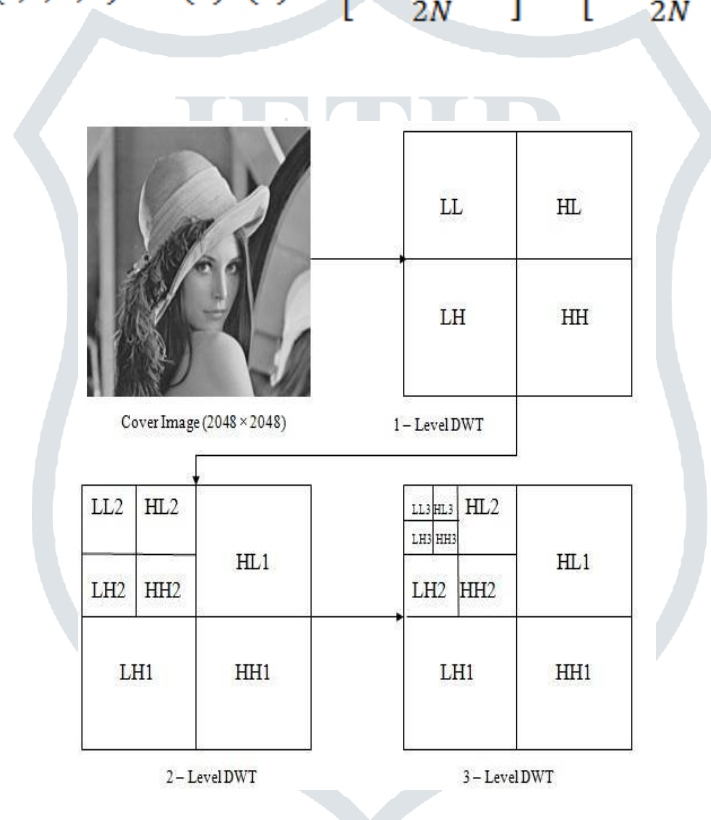 2N 2N
JETIR
LL HL
LH HH
Cover Image (2048 × 2048) 1 – Level DWT
LL2 HL2
HL1
LH2 HH2
LH1 HH1
2 – Level DWT
LL3 HL3 HL2
LH3 HH3
HL1
LH2 HH2
LH1 HH1
3 – Level DWT